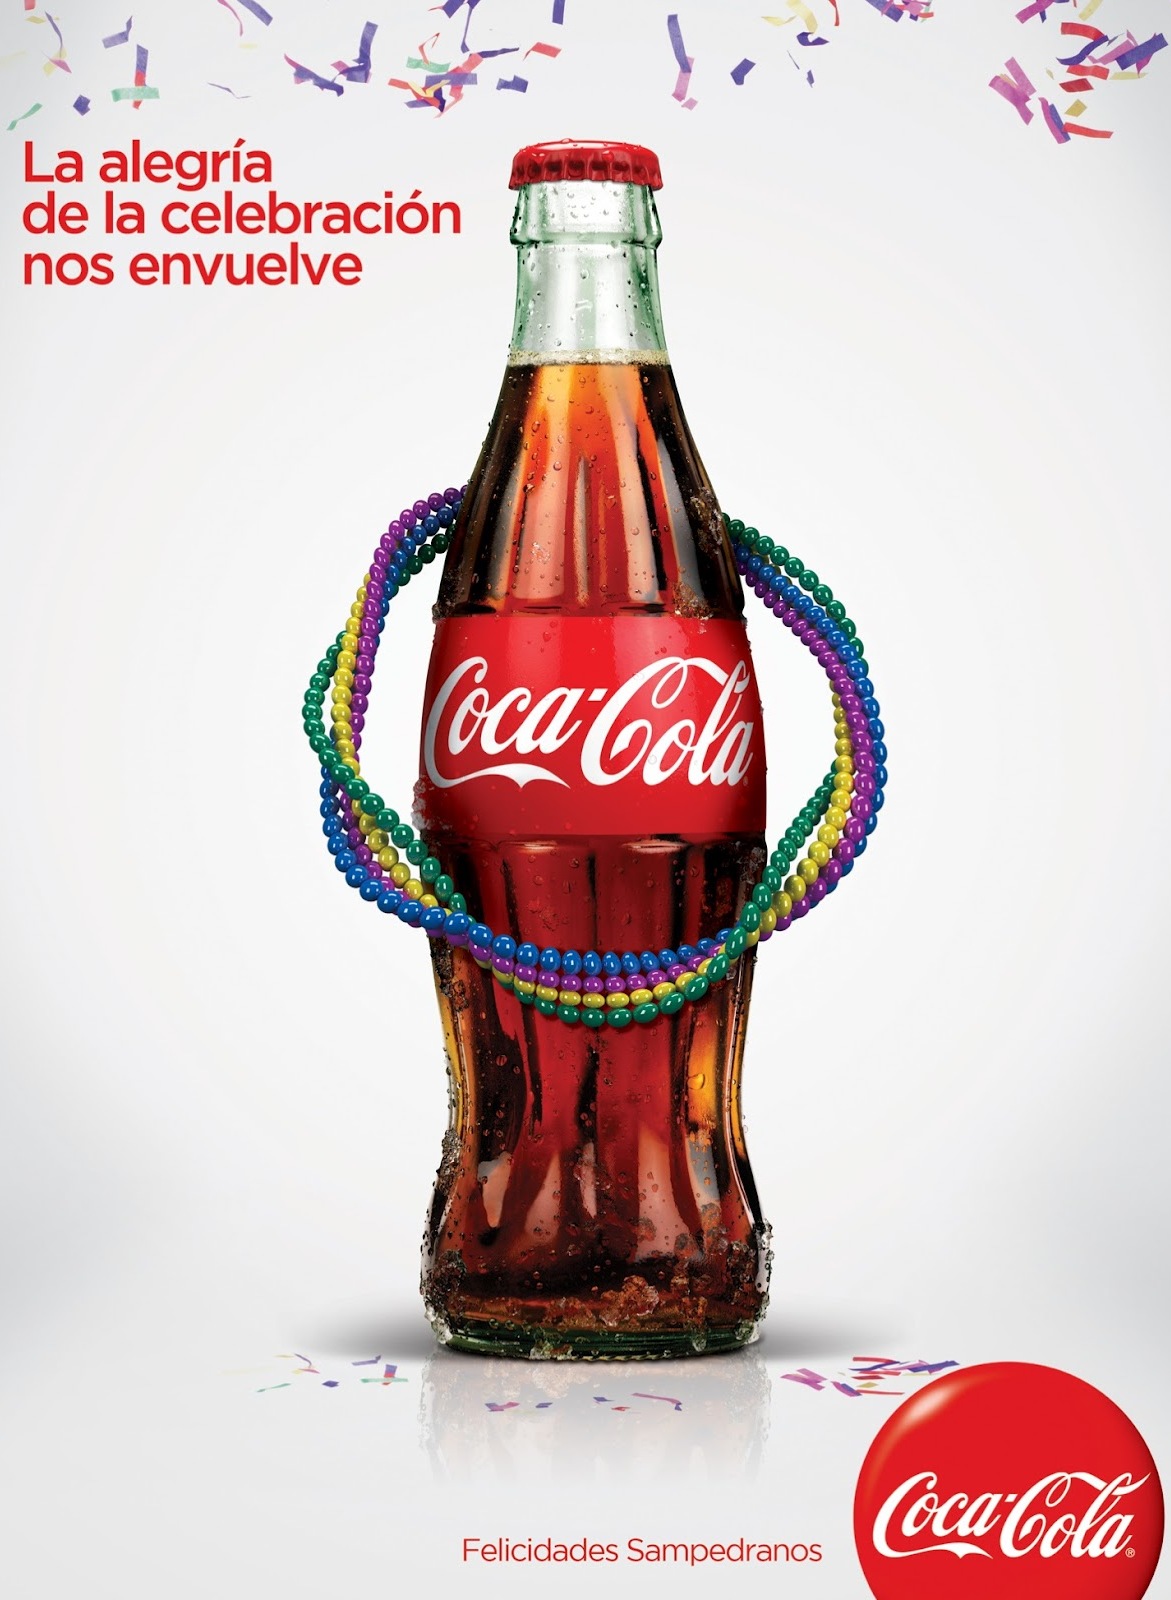 La alegría
de la celebración
nos envuelve
Coca-Cola
Felicidades Sampedranos
Coca-Cola®